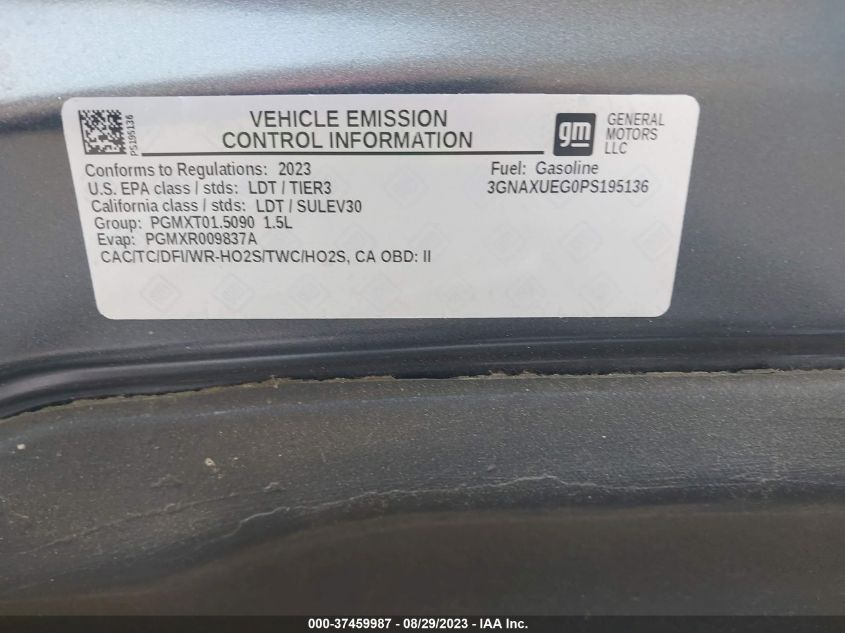 PS195136
VEHICLE EMISSION
CONTROL INFORMATION
gm
GENERAL
MOTORS
LLC
Conforms to Regulations: 2023
Fuel: Gasoline
U.S. EPA class / stds: LDT / TIER3
3GNAXUEG0PS195136
California class / stds: LDT / SULEV30
Group: PGMXT01.5090 1.5L
Evap: PGMXR009837A
CAC/TC/DFI/WR-HO2S/TWC/HO2S, CA OBD: II
000-37459987 - 08/29/2023 - IAA Inc.